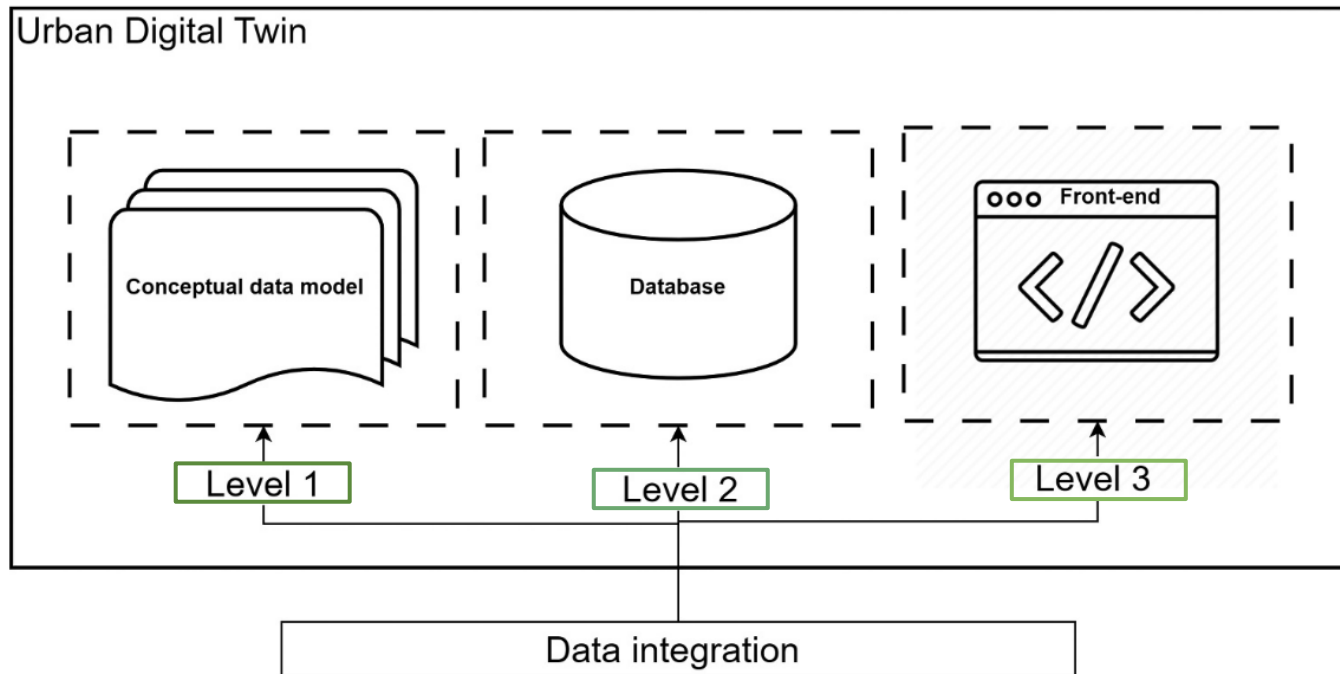 Urban Digital Twin
Conceptual data model
Database
Front-end
Level 1
Level 2
Level 3
Data integration